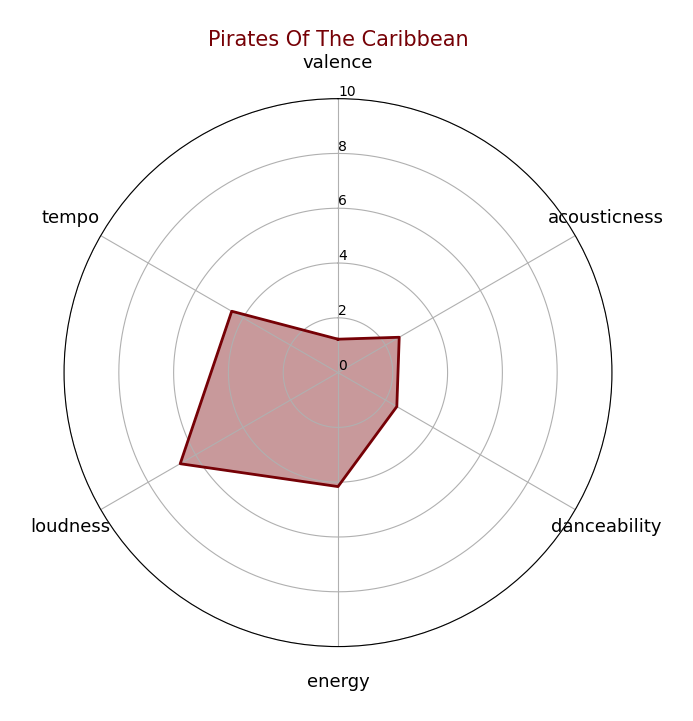 Pirates Of The Caribbean
valence
10
8
tempo
6
acousticness
4
2
0
loudness
danceability
energy